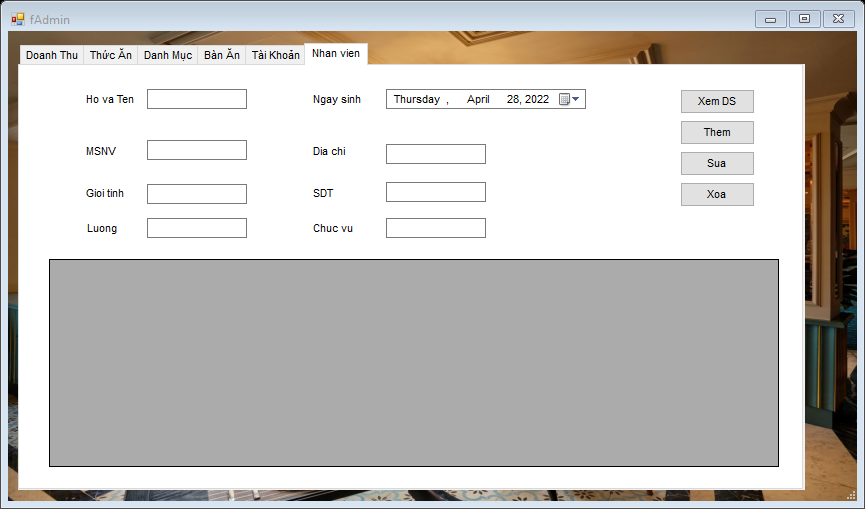 fAdmin
Doanh Thu Thức Ăn Danh Mục Bàn Ăn Tài Khoản Nhan vien
Ho va Ten Ngay sinh Thursday , April 28, 2022 Xem DS
Them
MSNV Dia chi Sua
Gioi tinh SDT Xoa
Luong Chuc vu